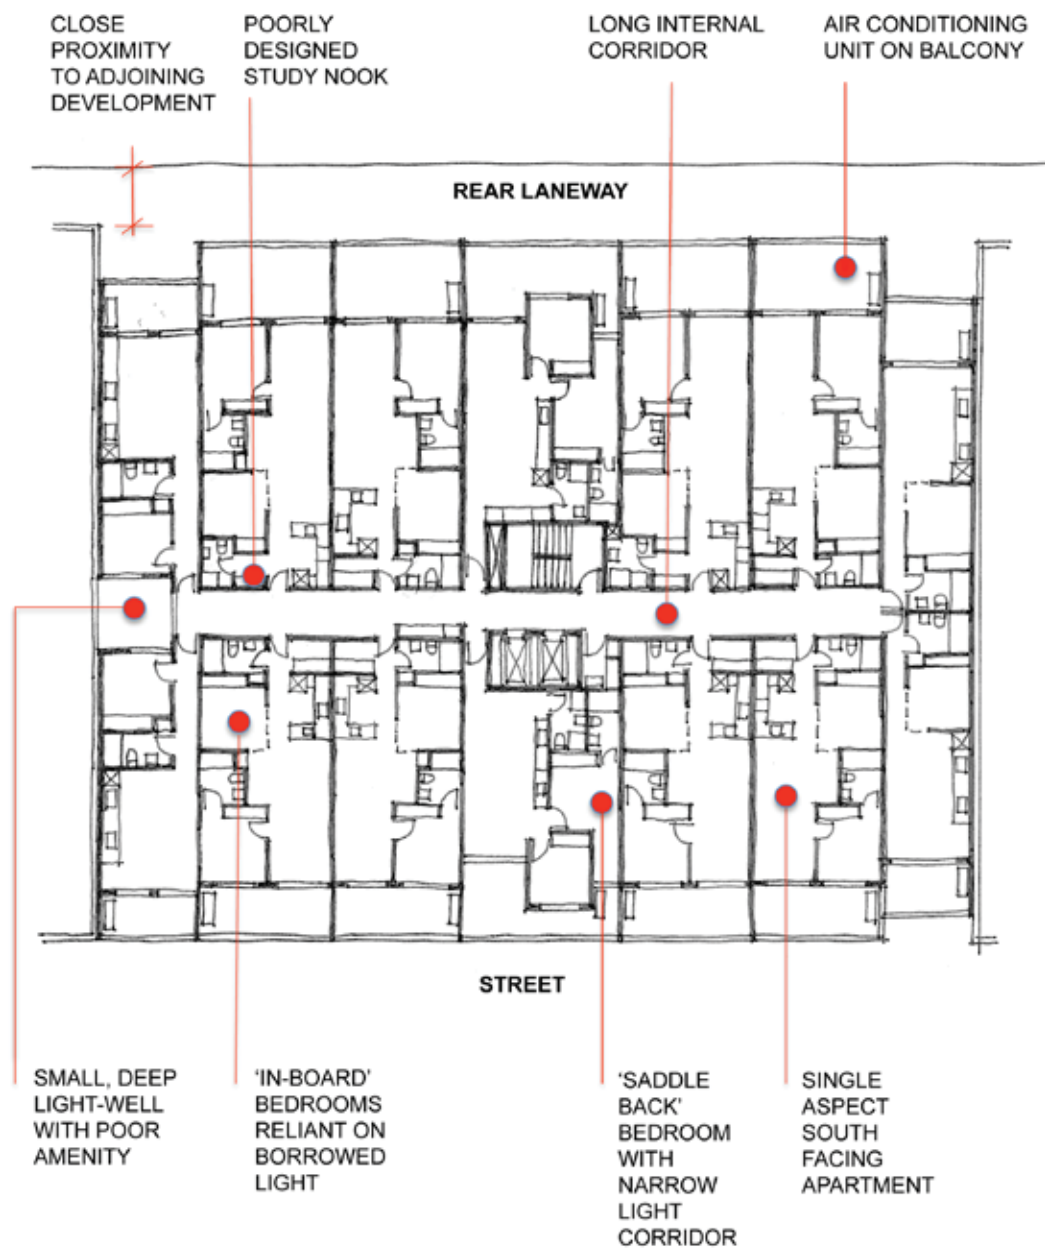 CLOSE
PROXIMITY
TO ADJOINING
DEVELOPMENT
POORLY
DESIGNED
STUDY NOOK
LONG INTERNAL
CORRIDOR
AIR CONDITIONING
UNIT ON BALCONY
REAR LANEWAY
STREET
SMALL, DEEP
LIGHT-WELL
WITH POOR
AMENITY
'IN-BOARD'
BEDROOMS
RELIANT ON
BORROWED
LIGHT
'SADDLE
BACK'
BEDROOM
WITH
NARROW
LIGHT
CORRIDOR
SINGLE
ASPECT
SOUTH
FACING
APARTMENT